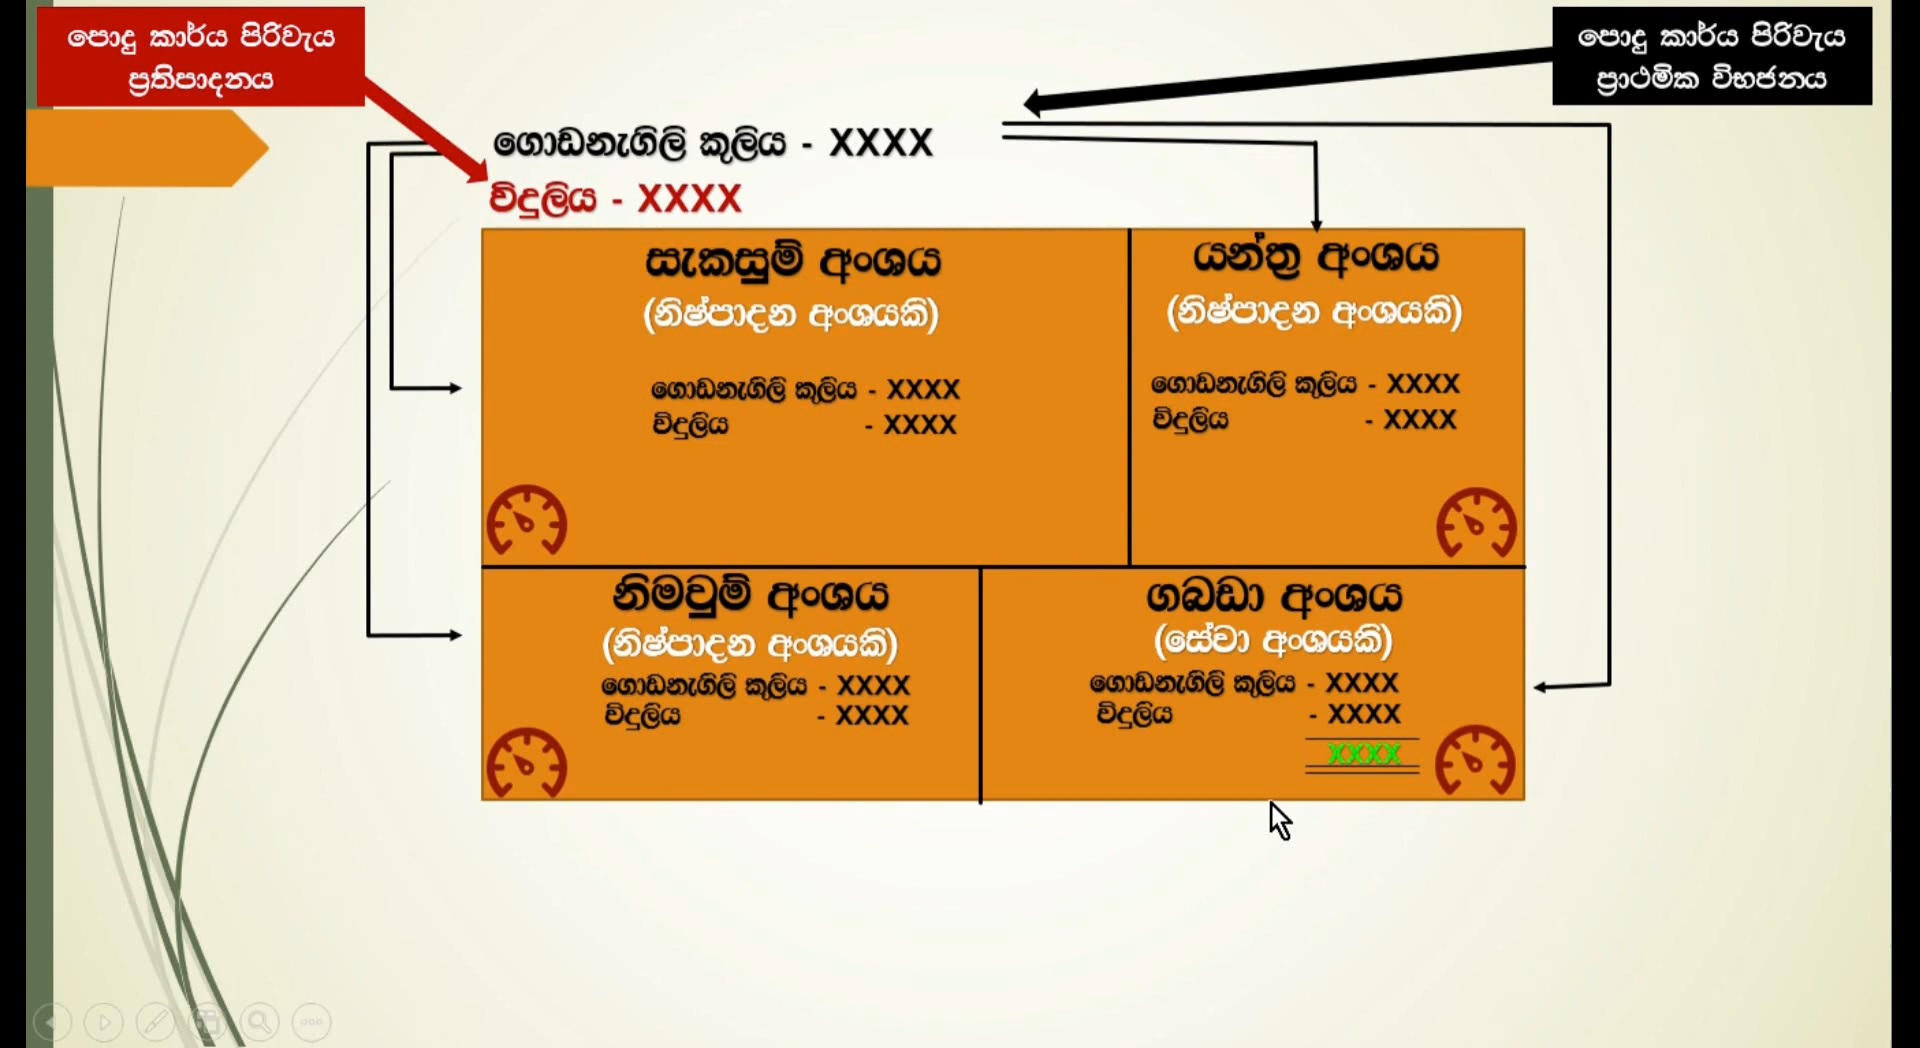 පොදු කාර්ය පිරිවැය
ප්‍රතිපාදනය
පොදු කාර්ය පිරිවැය
ප්‍රාථමික විභජනය
ගොඩනැගිලි කුලිය - XXXX
විදුලිය - XXXX
සැකසුම් අංශය
(නිෂ්පාදන අංශයකි)
ගොඩනැගිලි කුලිය - XXXX
විදුලිය - XXXX
යන්ත්‍ර අංශය
(නිෂ්පාදන අංශයකි)
ගොඩනැගිලි කුලිය - XXXX
විදුලිය - XXXX
නිමවුම් අංශය
(නිෂ්පාදන අංශයකි)
ගොඩනැගිලි කුලිය - XXXX
විදුලිය - XXXX
ගබඩා අංශය
(සේවා අංශයකි)
ගොඩනැගිලි කුලිය - XXXX
විදුලිය - XXXX
XXXX